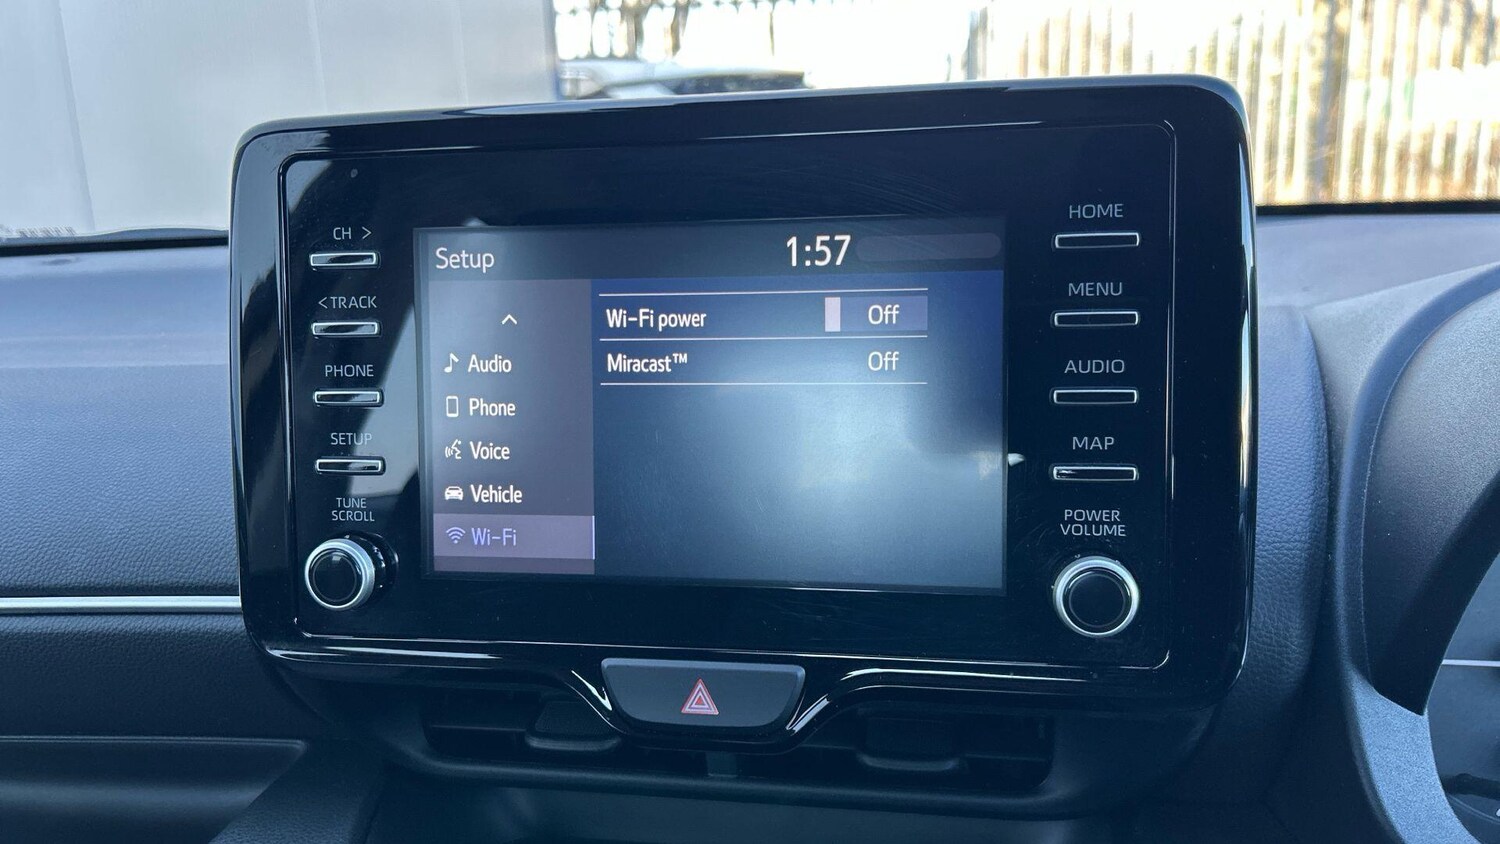 CH >
< TRACK
PHONE
SETUP
TUNE
SCROLL
Setup
1:57
Audio
Phone
Voice
Vehicle
Wi-Fi
Wi-Fi power Off
Miracast™ Off
HOME
MENU
AUDIO
MAP
POWER
VOLUME